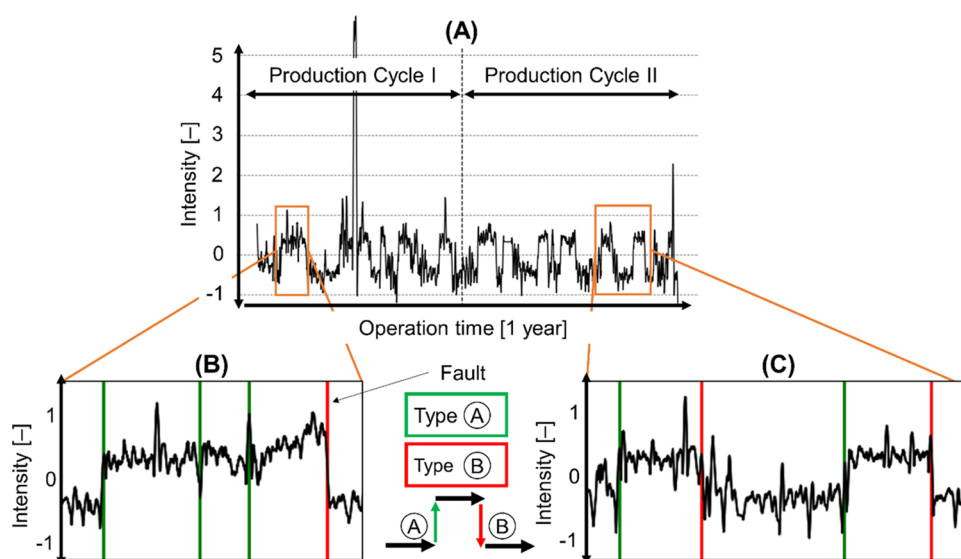 (A)
5
4
3
2
1
0
-1
Intensity [–]
Production Cycle I
Production Cycle II
Operation time [1 year]
(B)
1
0
-1
Intensity [–]
Fault
Type A
Type B
A
B
(C)
1
0
-1
Intensity [–]